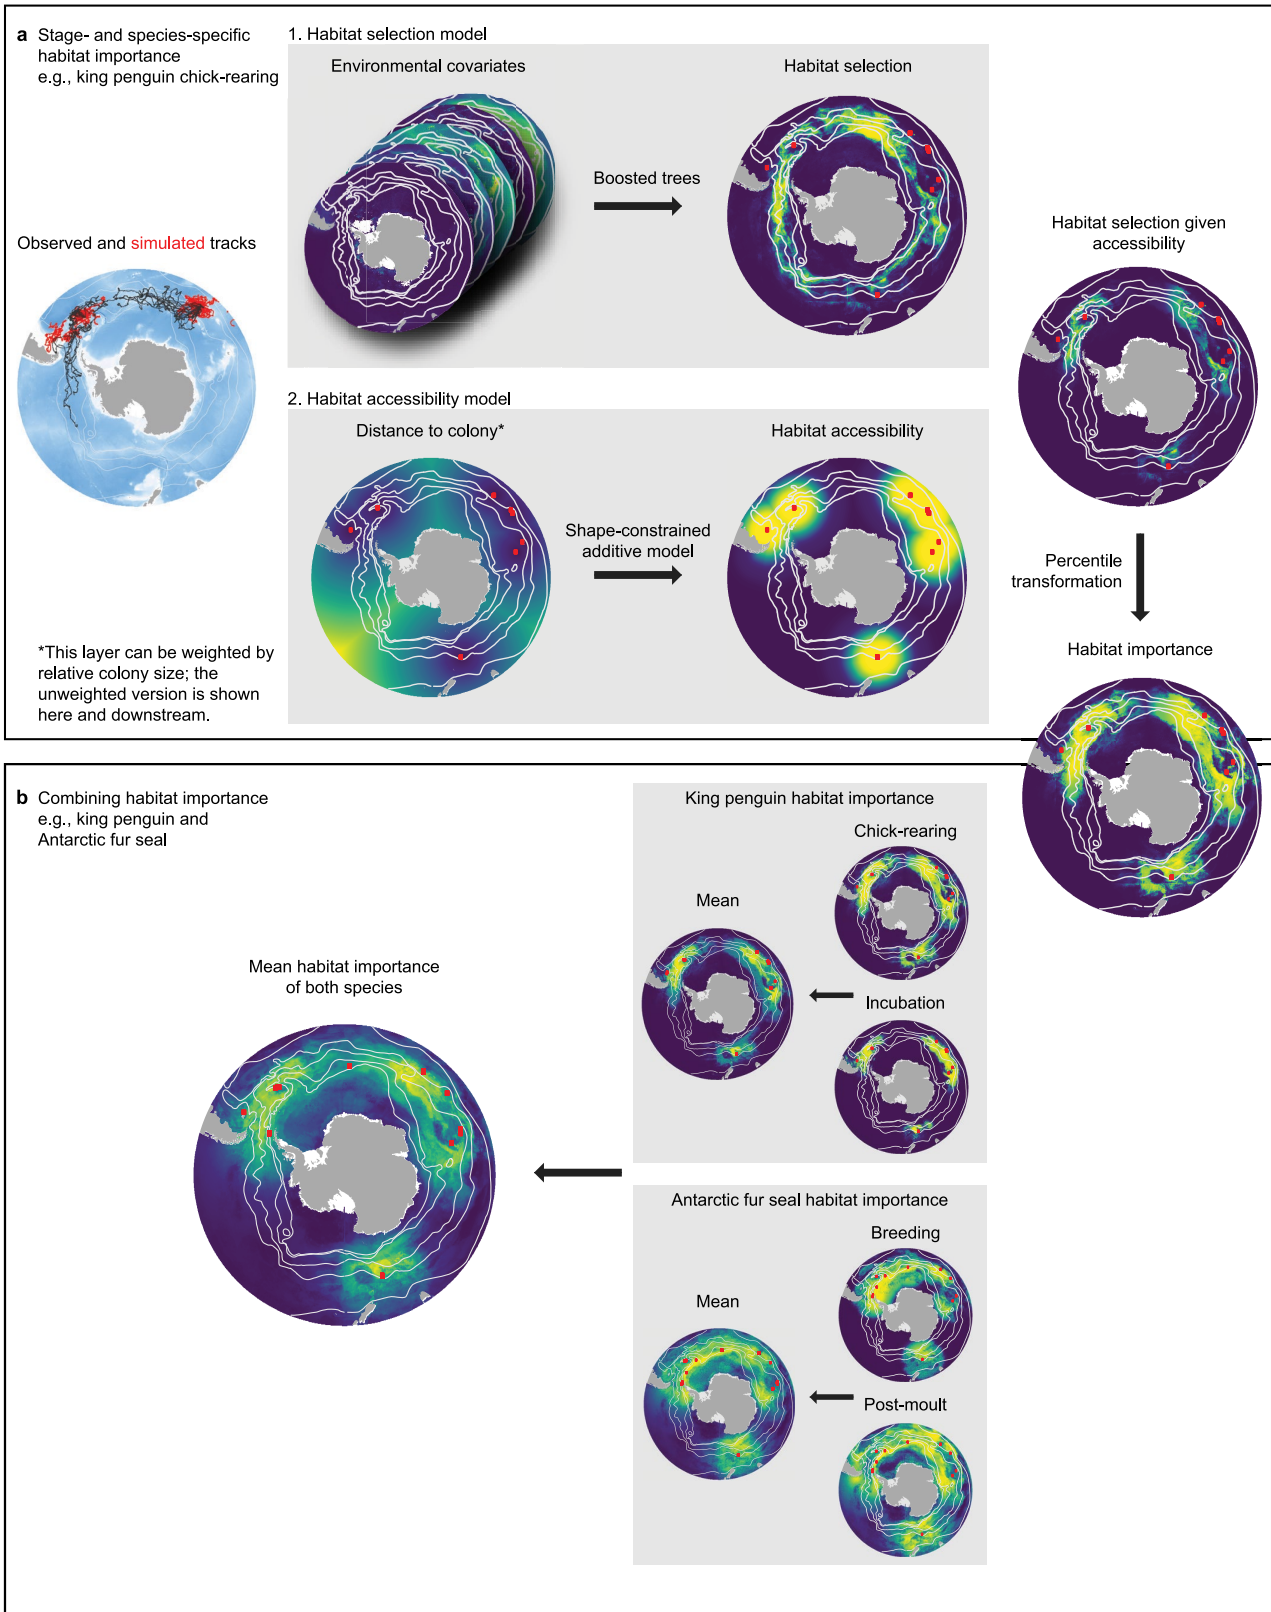 a Stage- and species-specific
habitat importance
e.g., king penguin chick-rearing
1. Habitat selection model
Environmental covariates
Habitat selection
Boosted trees
Observed and simulated tracks
Habitat selection given
accessibility
2. Habitat accessibility model
Distance to colony*
Habitat accessibility
Shape-constrained
additive model
Percentile
transformation
*This layer can be weighted by
relative colony size; the
unweighted version is shown
here and downstream.
Habitat importance
b Combining habitat importance
e.g., king penguin and
Antarctic fur seal
King penguin habitat importance
Chick-rearing
Mean
Incubation
Mean habitat importance
of both species
Antarctic fur seal habitat importance
Breeding
Mean
Post-moult